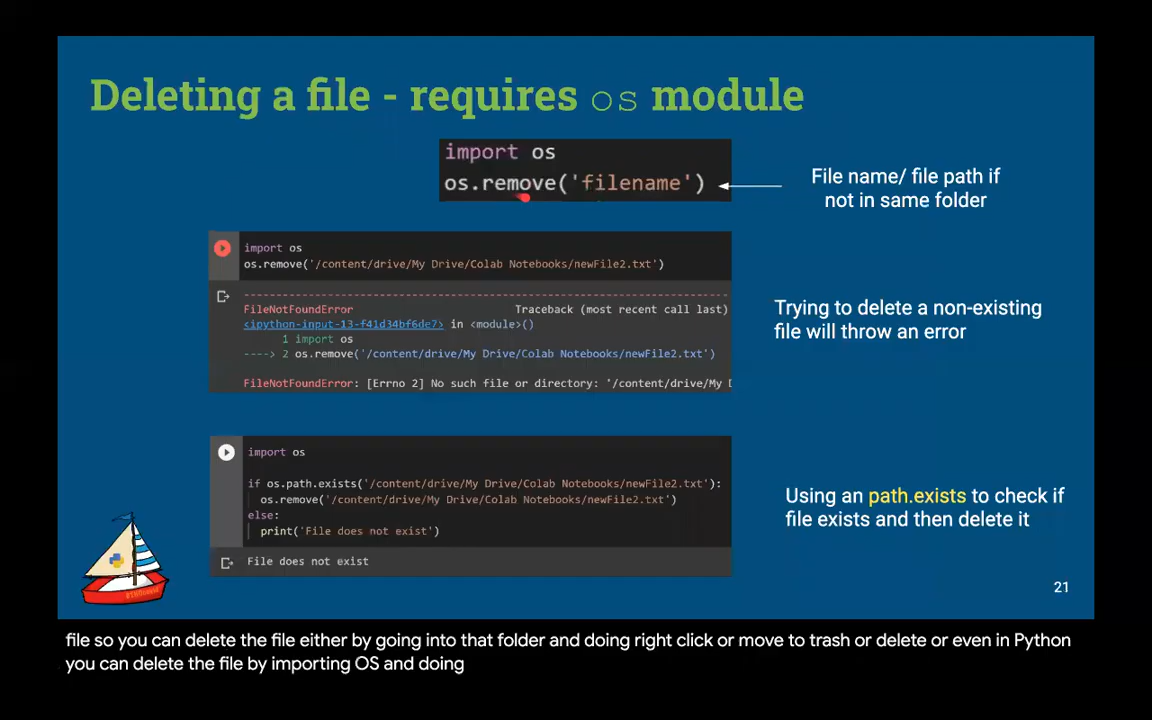 Deleting a file - requires os module
import os
os.remove('filename')
File name/ file path if
not in same folder
import os
os.remove('/content/drive/My Drive/Colab Notebooks/newFile2.txt')
---------------------------------------------------------------------------
FileNotFoundError                         Traceback (most recent call last)
<ipython-input-13-f41d34bf6de7> in <module>()
1 import os
----> 2 os.remove('/content/drive/My Drive/Colab Notebooks/newFile2.txt')
FileNotFoundError: [Errno 2] No such file or directory: '/content/drive/My D
Trying to delete a non-existing
file will throw an error
import os
if os.path.exists('/content/drive/My Drive/Colab Notebooks/newFile2.txt'):
os.remove('/content/drive/My Drive/Colab Notebooks/newFile2.txt')
else:
print('File does not exist')
File does not exist
Using an path.exists to check if
file exists and then delete it
21
file so you can delete the file either by going into that folder and doing right click or move to trash or delete or even in Python
you can delete the file by importing OS and doing